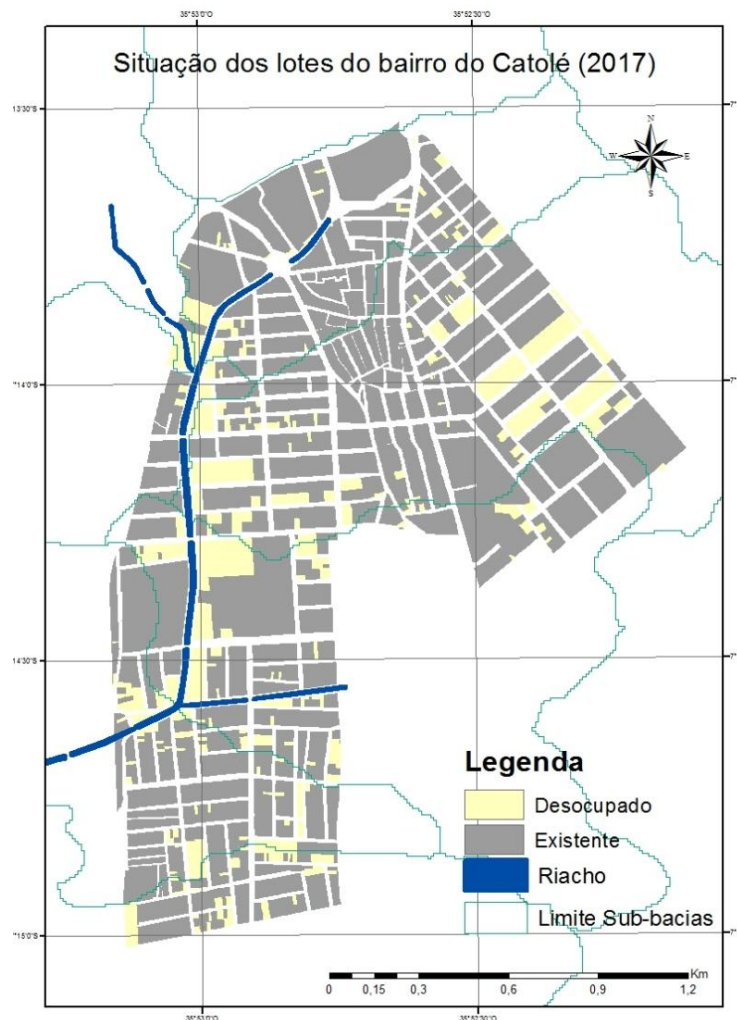 35°53'0"O 35°52'30"O
Situação dos lotes do bairro do Catolé (2017)
13'30"S 7°
N
W E
S
°14'0"S 7°
14'30"S 7°
Legenda
Desocupado
Existente
Riacho
Limite Sub-bacias
°15'0"S 7°
Km
0 0,15 0,3 0,6 0,9 1,2
35°53'0"O 35°52'30"O